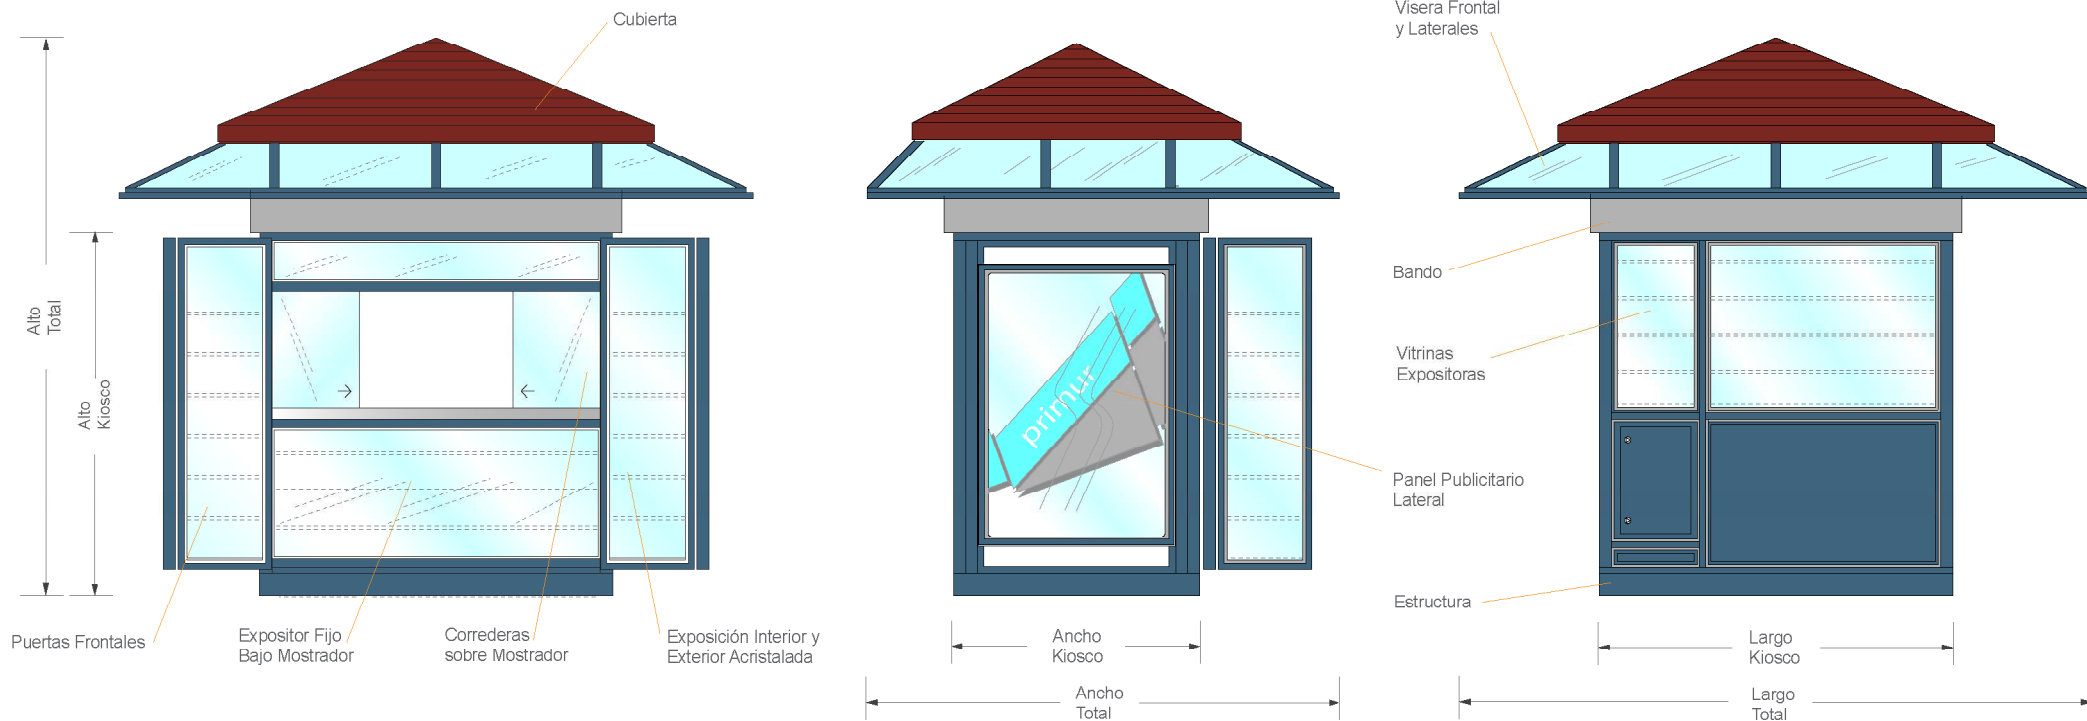 Cubierta
Visera Frontal
y Laterales
Alto
Total
Alto
Kiosco
Bando
Vitrinas
Expositoras
primur
Panel Publicitario
Lateral
Estructura
Puertas Frontales
Expositor Fijo
Bajo Mostrador
Correderas
sobre Mostrador
Exposición Interior y
Exterior Acristalada
Ancho
Kiosco
Ancho
Total
Largo
Kiosco
Largo
Total